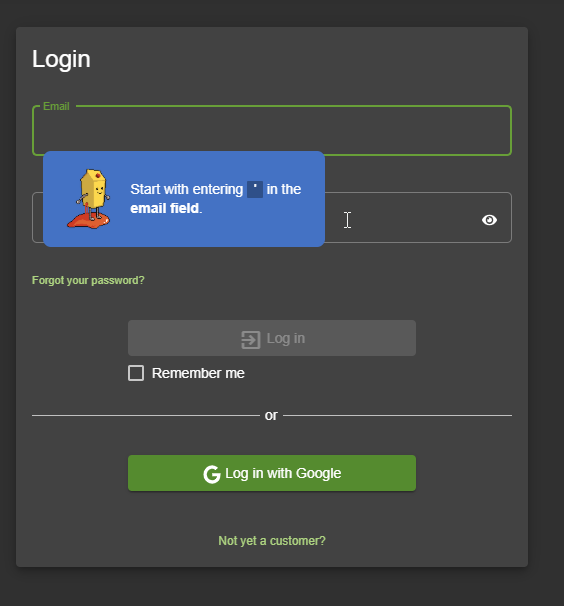 Login
Email
Start with entering ' in the
email field.
Forgot your password?
Log in
Remember me
or
Log in with Google
Not yet a customer?